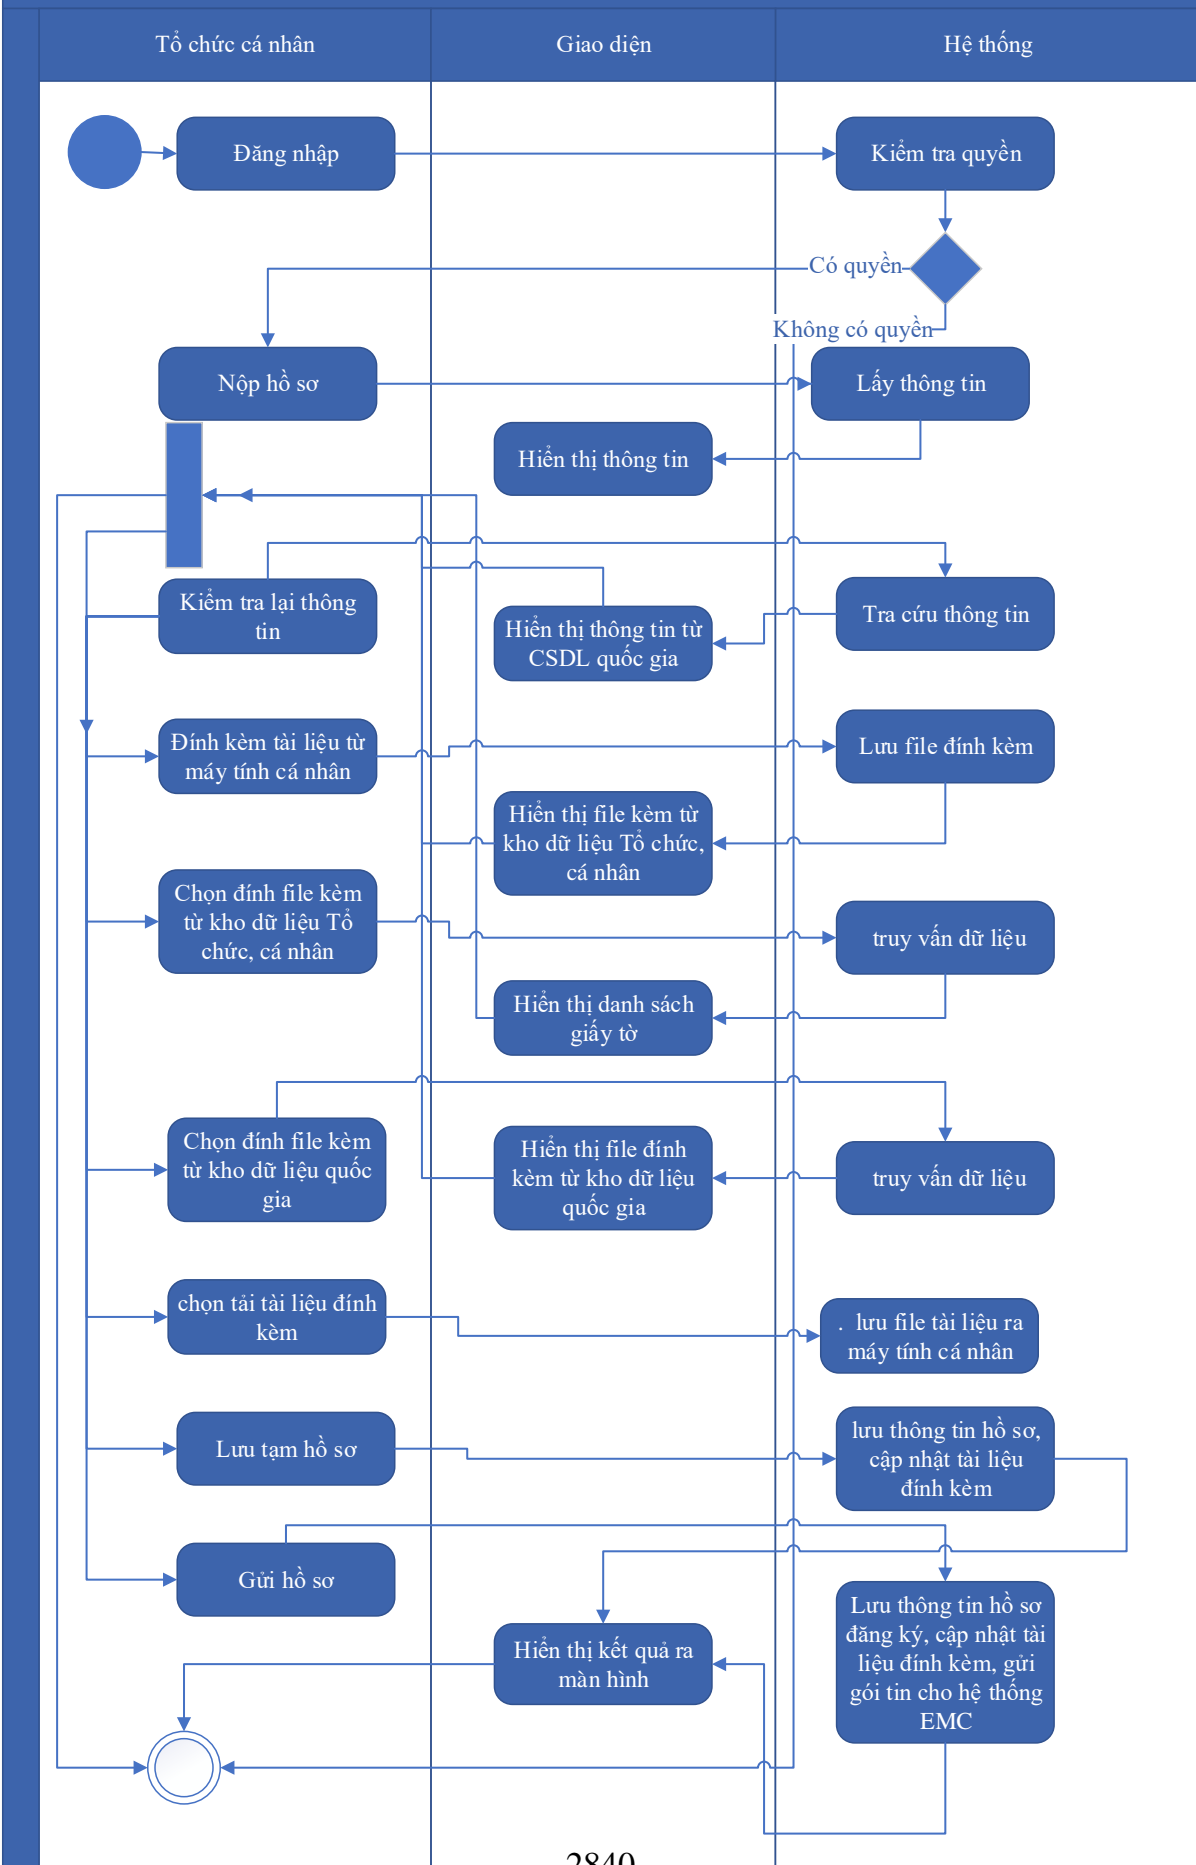 Tổ chức cá nhân
Giao diện
Hệ thống
Đăng nhập
Kiểm tra quyền
Có quyền
Không có quyền
Nộp hồ sơ
Lấy thông tin
Hiển thị thông tin
Kiểm tra lại thông
tin
Hiển thị thông tin từ
CSDL quốc gia
Tra cứu thông tin
Đính kèm tài liệu từ
máy tính cá nhân
Lưu file đính kèm
Hiển thị file kèm từ
kho dữ liệu Tổ chức,
cá nhân
Chọn đính file kèm
từ kho dữ liệu Tổ
chức, cá nhân
truy vấn dữ liệu
Hiển thị danh sách
giấy tờ
Chọn đính file kèm
từ kho dữ liệu quốc
gia
Hiển thị file đính
kèm từ kho dữ liệu
quốc gia
truy vấn dữ liệu
chọn tải tài liệu đính
kèm
. lưu file tài liệu ra
máy tính cá nhân
Lưu tạm hồ sơ
lưu thông tin hồ sơ,
cập nhật tài liệu
đính kèm
Gửi hồ sơ
Hiển thị kết quả ra
màn hình
Lưu thông tin hồ sơ
đăng ký, cập nhật tài
liệu đính kèm, gửi
gói tin cho hệ thống
EMC
2840